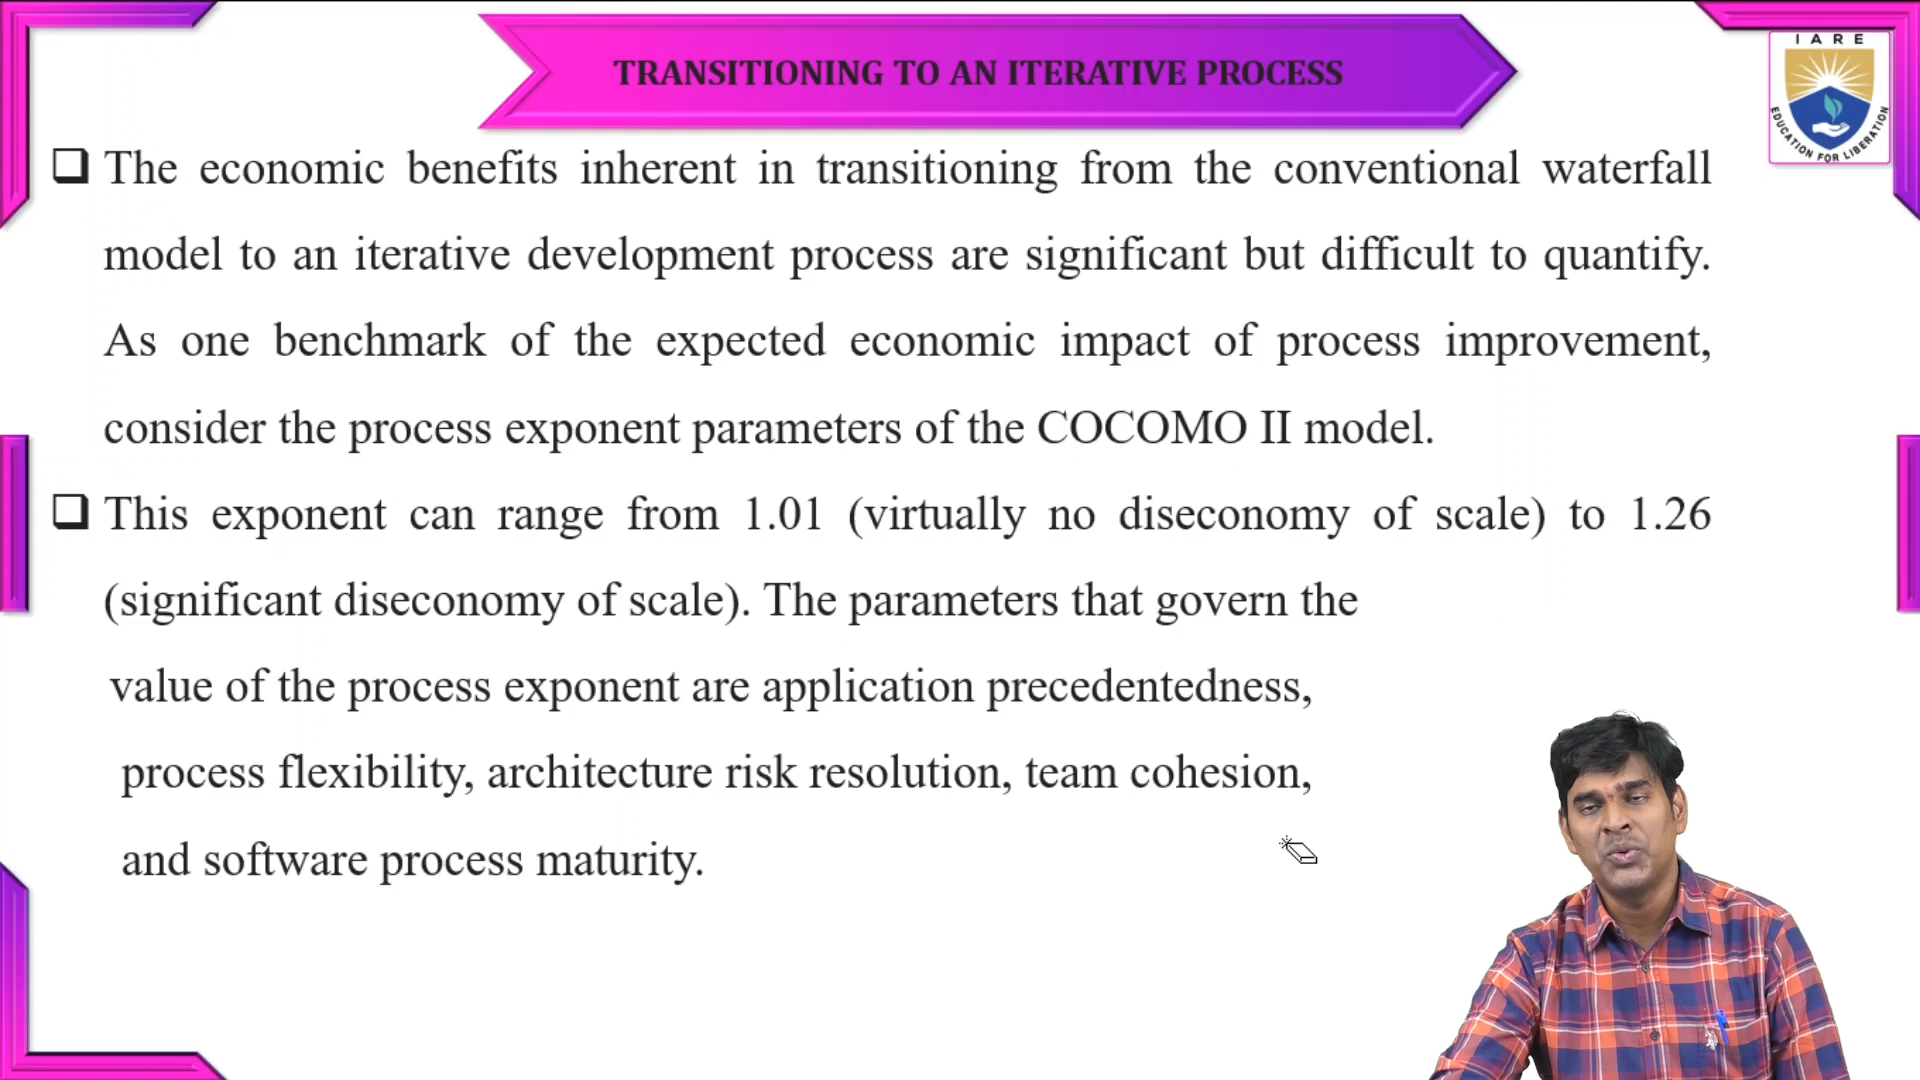 TRANSITIONING TO AN ITERATIVE PROCESS
IARE
EDUCATION FOR LIBERATION
The economic benefits inherent in transitioning from the conventional waterfall
model to an iterative development process are significant but difficult to quantify.
As one benchmark of the expected economic impact of process improvement,
consider the process exponent parameters of the COCOMO II model.
This exponent can range from 1.01 (virtually no diseconomy of scale) to 1.26
(significant diseconomy of scale). The parameters that govern the
value of the process exponent are application precedentedness,
process flexibility, architecture risk resolution, team cohesion,
and software process maturity.